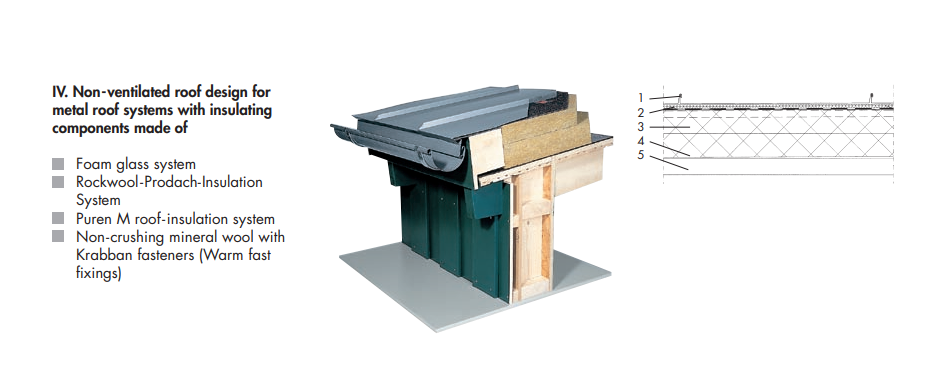 IV. Non-ventilated roof design for
metal roof systems with insulating
components made of
Foam glass system
Rockwool-Prodach-Insulation
System
Puren M roof-insulation system
Non-crushing mineral wool with
Krabban fasteners (Warm fast
fixings)
1
2
3
4
5